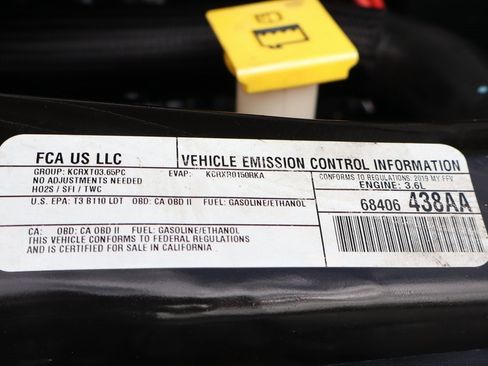 FCA US LLC
VEHICLE EMISSION CONTROL INFORMATION
GROUP: KCRXT03.65PC
EVAP: KCRXR0150RKA
CONFORMS TO REGULATIONS: 2019 MY FFV
NO ADJUSTMENTS NEEDED
ENGINE: 3.6L
HO2S / SFI / TWC
U.S. EPA: T3 B110 LDT OBD: CA OBD II FUEL: GASOLINE/ETHANOL
68406 438AA
CA: OBD: CA OBD II FUEL: GASOLINE/ETHANOL
THIS VEHICLE CONFORMS TO FEDERAL REGULATIONS
AND IS CERTIFIED FOR SALE IN CALIFORNIA